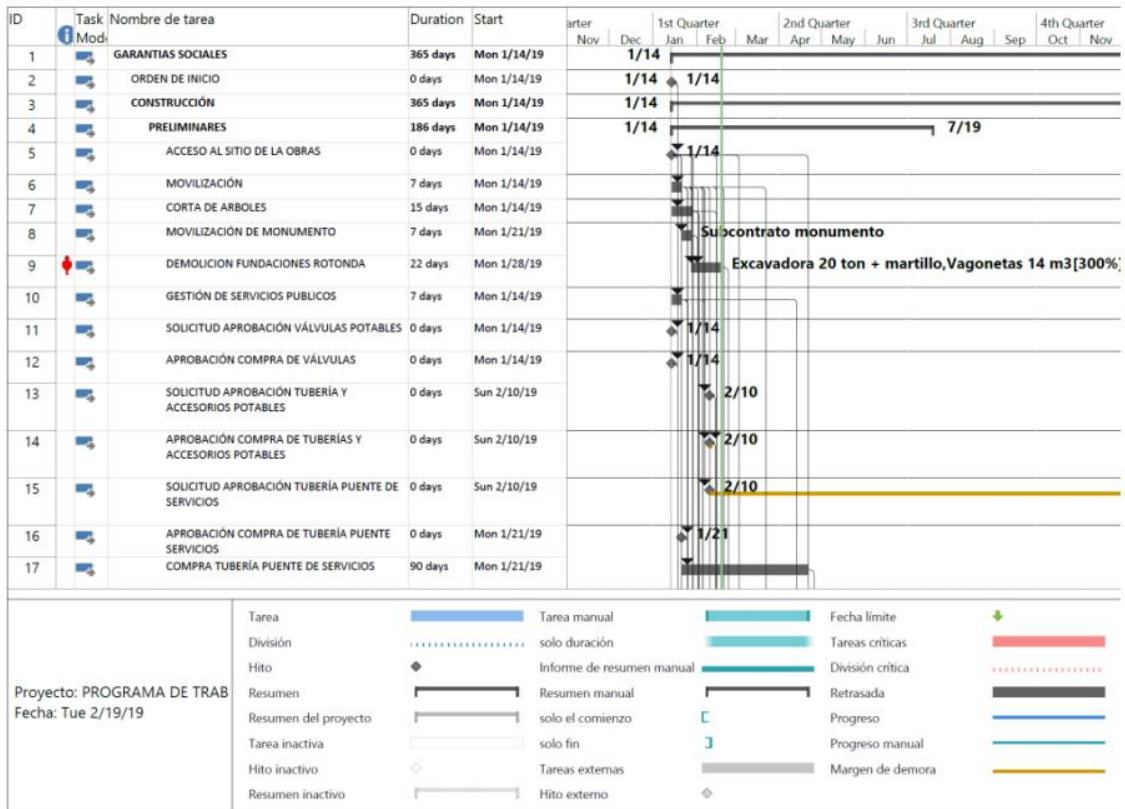 ID Task Mode Nombre de tarea Duration Start
arter 1st Quarter 2nd Quarter 3rd Quarter 4th Quarter
Nov Dec Jan Feb Mar Apr May Jun Jul Aug Sep Oct Nov
1 GARANTIAS SOCIALES 365 days Mon 1/14/19 1/14
2 ORDEN DE INICIO 0 days Mon 1/14/19 1/14 1/14
3 CONSTRUCCIÓN 365 days Mon 1/14/19 1/14
4 PRELIMINARES 186 days Mon 1/14/19 1/14 7/19
5 ACCESO AL SITIO DE LA OBRAS 0 days Mon 1/14/19 1/14
6 MOVILIZACIÓN 7 days Mon 1/14/19
7 CORTA DE ARBOLES 15 days Mon 1/14/19
8 MOVILIZACIÓN DE MONUMENTO 7 days Mon 1/21/19 Subcontrato monumento
9 DEMOLICION FUNDACIONES ROTONDA 22 days Mon 1/28/19 Excavadora 20 ton + martillo,Vagonetas 14 m3[300%]
10 GESTIÓN DE SERVICIOS PUBLICOS 7 days Mon 1/14/19
11 SOLICITUD APROBACIÓN VÁLVULAS POTABLES 0 days Mon 1/14/19 1/14
12 APROBACIÓN COMPRA DE VÁLVULAS 0 days Mon 1/14/19 1/14
13 SOLICITUD APROBACIÓN TUBERÍA Y 0 days Sun 2/10/19 2/10
ACCESORIOS POTABLES
14 APROBACIÓN COMPRA DE TUBERÍAS Y 0 days Sun 2/10/19 2/10
ACCESORIOS POTABLES
15 SOLICITUD APROBACIÓN TUBERÍA PUENTE DE 0 days Sun 2/10/19 2/10
SERVICIOS
16 APROBACIÓN COMPRA DE TUBERÍA PUENTE 0 days Mon 1/21/19 1/21
SERVICIOS
17 COMPRA TUBERÍA PUENTE DE SERVICIOS 90 days Mon 1/21/19
Proyecto: PROGRAMA DE TRAB
Fecha: Tue 2/19/19
Tarea
División
Hito
Resumen
Resumen del proyecto
Tarea inactiva
Hito inactivo
Resumen inactivo
Tarea manual
solo duración
Informe de resumen manual
Resumen manual
solo el comienzo
solo fin
Tareas externas
Hito externo
Fecha límite
Tareas críticas
División crítica
Retrasada
Progreso
Progreso manual
Margen de demora